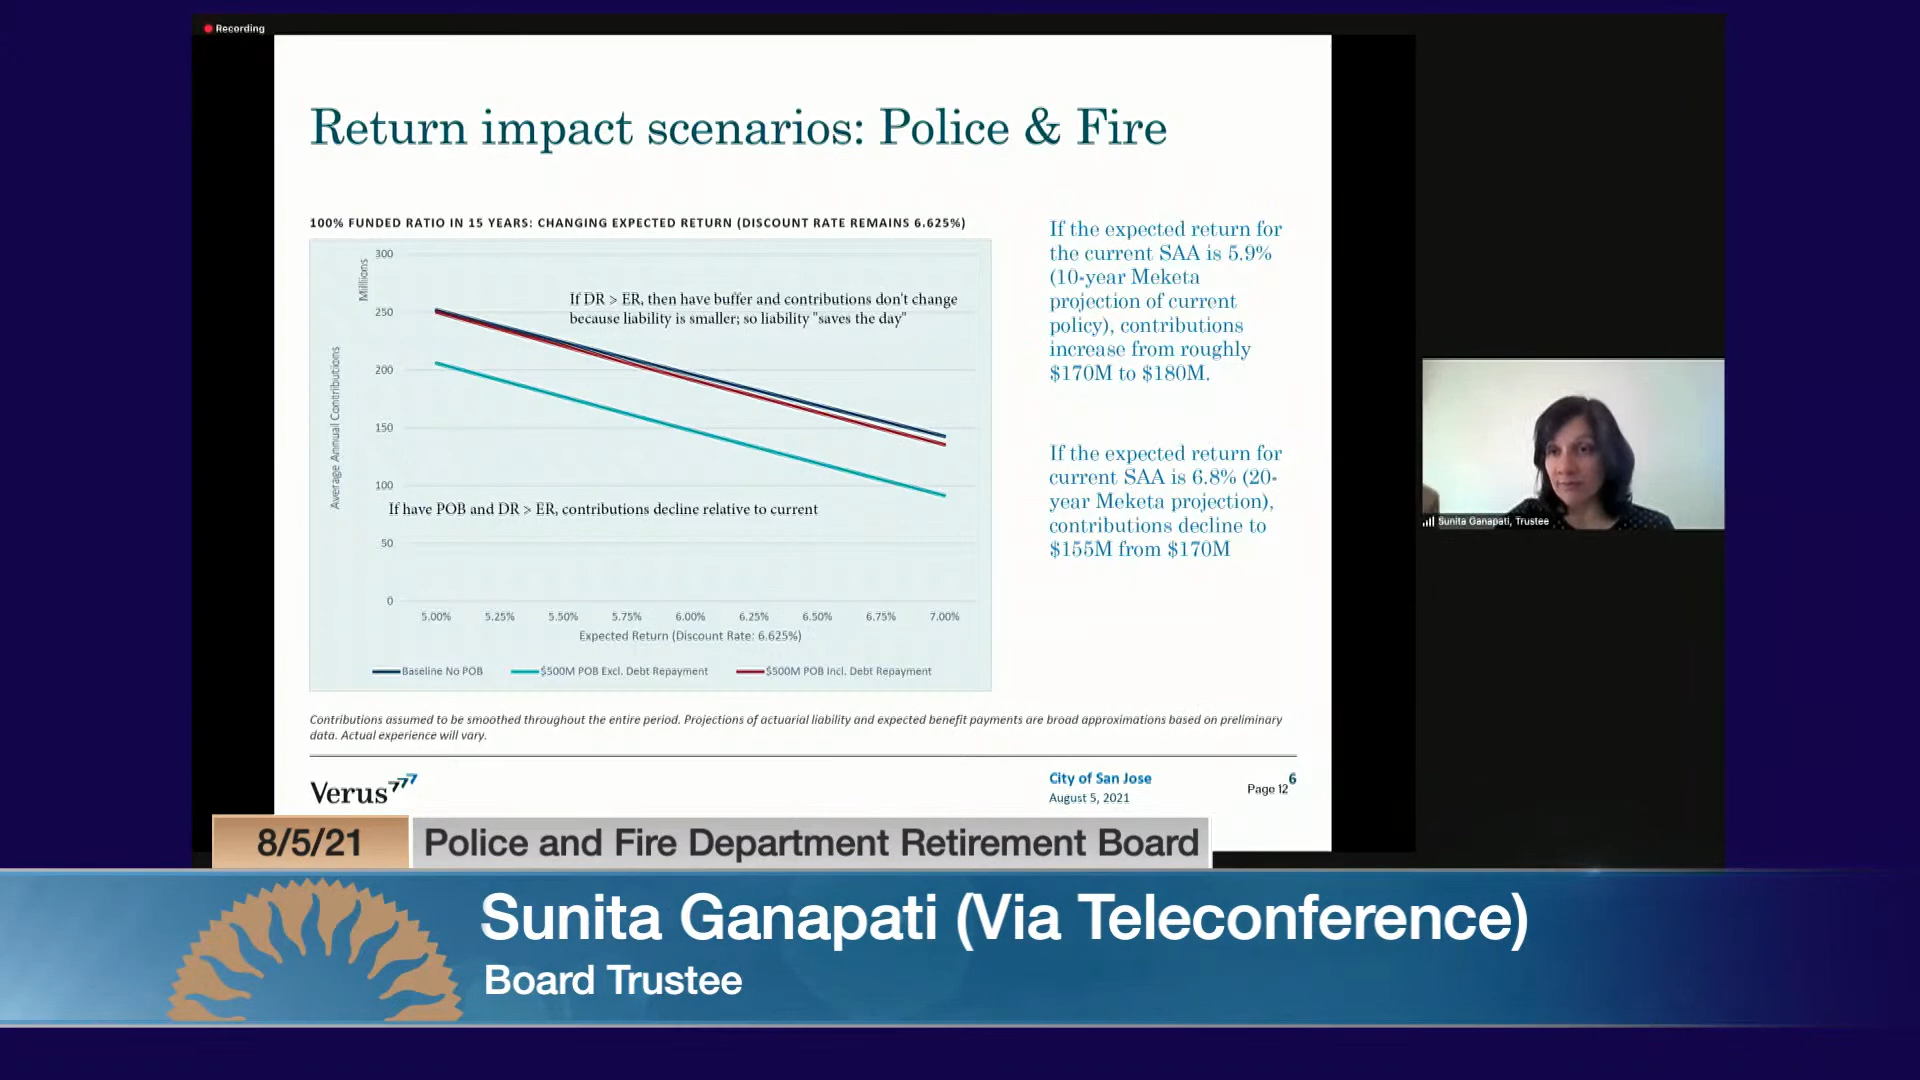 Recording
Return impact scenarios: Police & Fire
100% FUNDED RATIO IN 15 YEARS: CHANGING EXPECTED RETURN (DISCOUNT RATE REMAINS 6.625%)
Millions
Average Annual Contributions
300
250
200
150
100
50
0
If DR > ER, then have buffer and contributions don't change
because liability is smaller; so liability "saves the day"
If have POB and DR > ER, contributions decline relative to current
5.00% 5.25% 5.50% 5.75% 6.00% 6.25% 6.50% 6.75% 7.00%
Expected Return (Discount Rate: 6.625%)
Baseline No POB $500M POB Excl. Debt Repayment $500M POB Incl. Debt Repayment
If the expected return for
the current SAA is 5.9%
(10-year Meketa
projection of current
policy), contributions
increase from roughly
$170M to $180M.
If the expected return for
current SAA is 6.8% (20-
year Meketa projection),
contributions decline to
$155M from $170M
Contributions assumed to be smoothed throughout the entire period. Projections of actuarial liability and expected benefit payments are broad approximations based on preliminary
data. Actual experience will vary.
Verus777
City of San Jose
August 5, 2021
Page 12
6
Sunita Ganapati, Trustee
8/5/21
Police and Fire Department Retirement Board
Sunita Ganapati (Via Teleconference)
Board Trustee